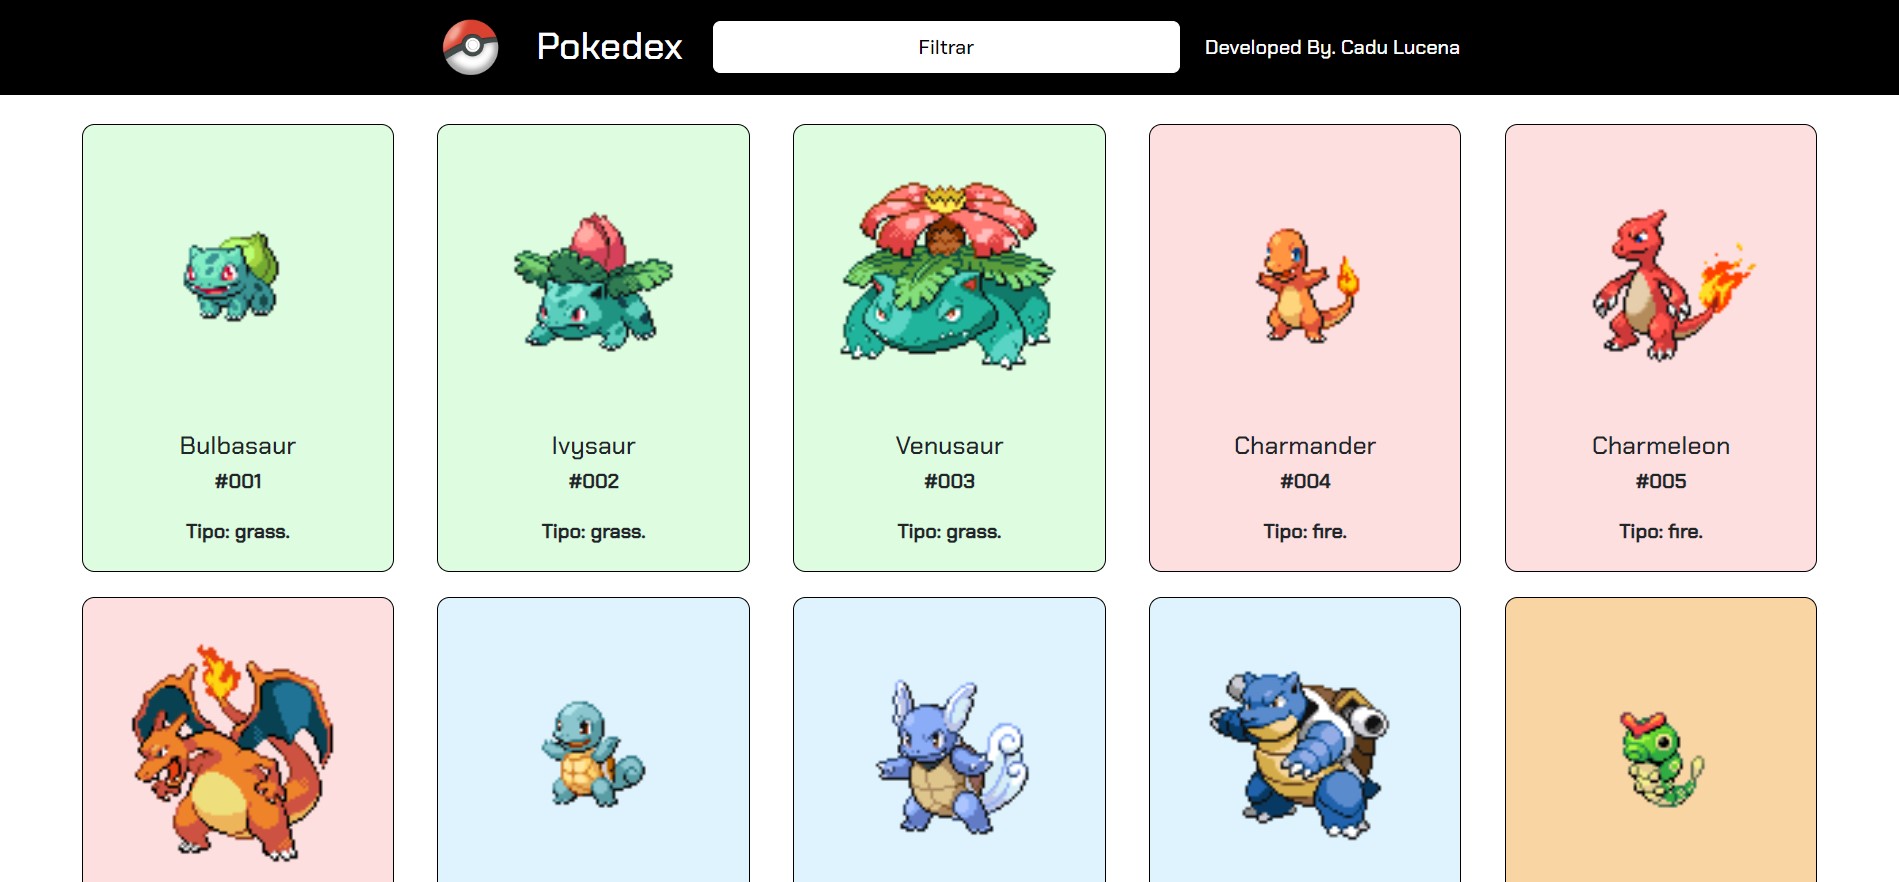 Pokedex
Filtrar
Developed By. Cadu Lucena
Bulbasaur
#001
Tipo: grass.
Ivysaur
#002
Tipo: grass.
Venusaur
#003
Tipo: grass.
Charmander
#004
Tipo: fire.
Charmeleon
#005
Tipo: fire.